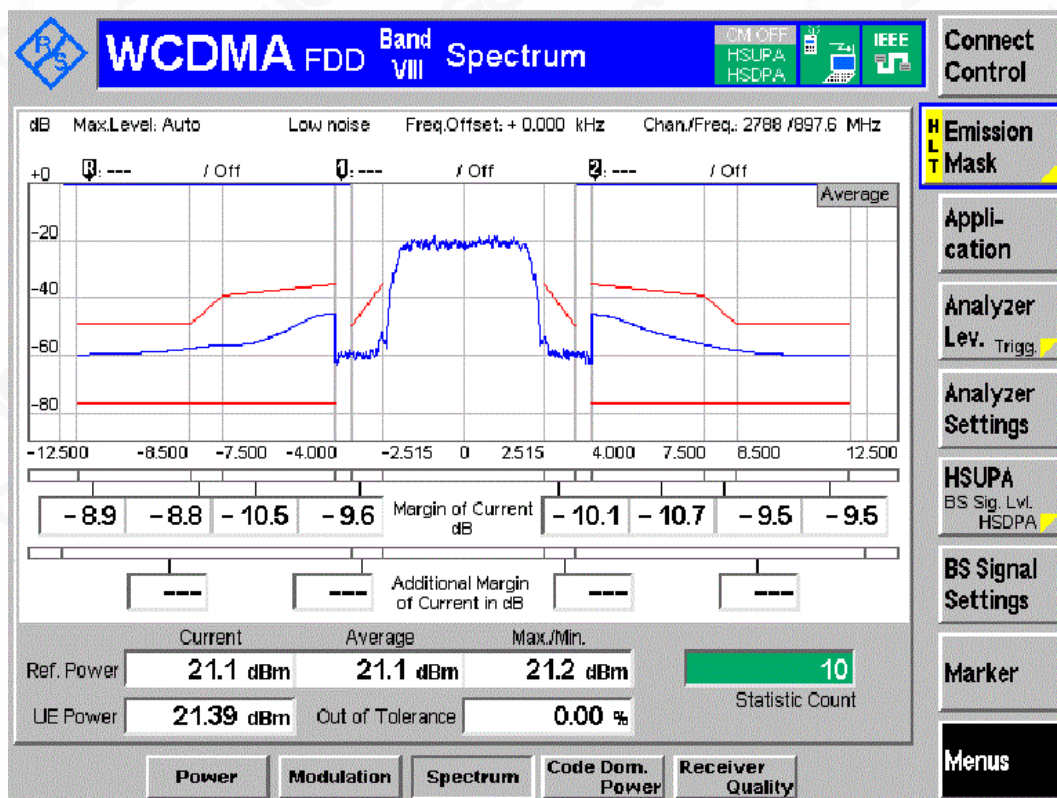 R&S
WCDMA FDD Band VIII Spectrum
CM OFF
HSUPA
HSDPA
IEEE
Connect Control
dB Max.Level: Auto Low noise Freq.Offset: + 0.000 kHz Chan./Freq.: 2788 /897.6 MHz
H L T Emission Mask
R: --- / Off 1: --- / Off 2: --- / Off
Average
+0
-20
-40
-60
-80
-12.500 -8.500 -7.500 -4.000 -2.515 0 2.515 4.000 7.500 8.500 12.500
Appli-
cation
Analyzer
Lev. Trigg.
Analyzer
Settings
HSUPA
BS Sig. Lvl.
HSDPA
BS Signal
Settings
Marker
Menus
-8.9 -8.8 -10.5 -9.6 Margin of Current dB -10.1 -10.7 -9.5 -9.5
--- --- Additional Margin of Current in dB --- ---
Current Average Max./Min.
Ref. Power 21.1 dBm 21.1 dBm 21.2 dBm 10
Statistic Count
UE Power 21.39 dBm Out of Tolerance 0.00 %
Power Modulation Spectrum Code Dom. Power Receiver Quality